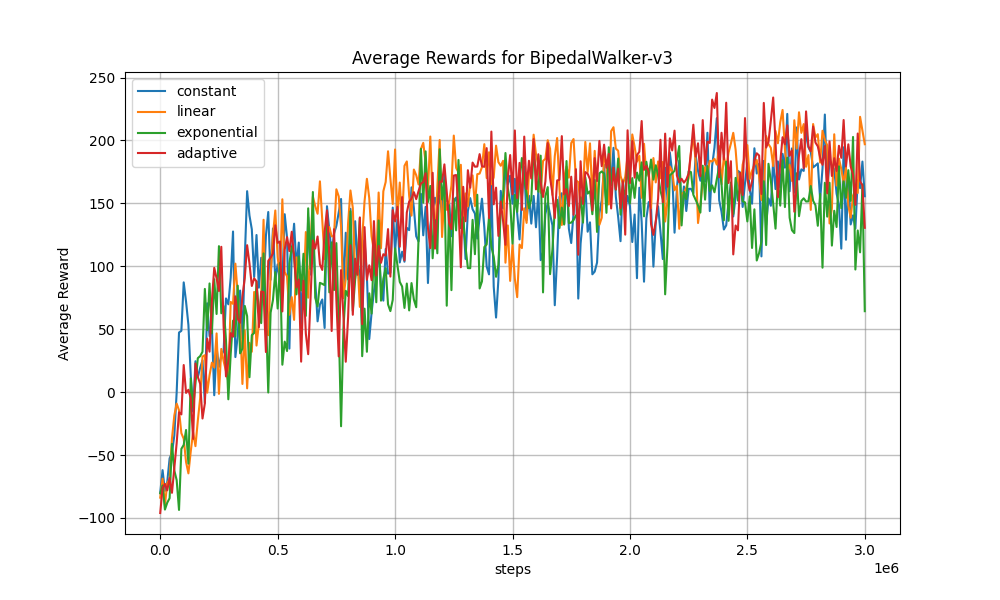 Average Rewards for BipedalWalker-v3
constant
linear
exponential
adaptive
Average Reward
250
200
150
100
50
0
−50
−100
0.0 0.5 1.0 1.5 2.0 2.5 3.0
1e6
steps